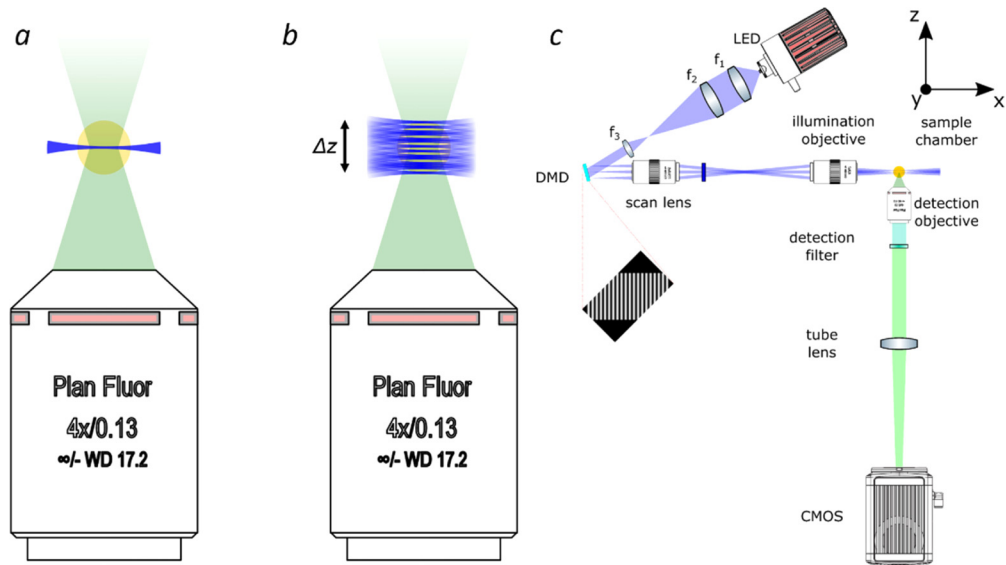 a
Plan Fluor
4x/0.13
∞/- WD 17.2
b
Δz
Plan Fluor
4x/0.13
∞/- WD 17.2
c
LED
f1
f2
f3
z
y
x
illumination
objective
sample
chamber
DMD
scan lens
detection
objective
detection
filter
tube
lens
CMOS